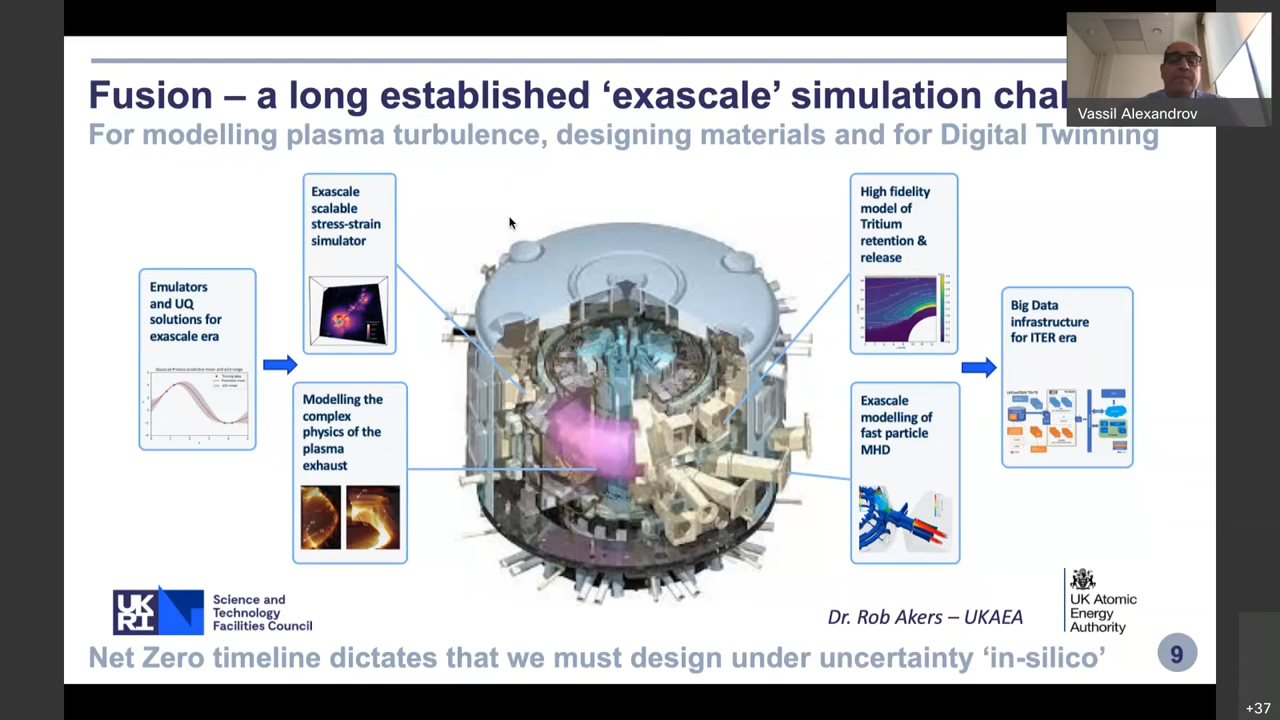 Fusion – a long established ‘exascale’ simulation chal
For modelling plasma turbulence, designing materials and for Digital Twinning
Vassil Alexandrov
Emulators
and UQ
solutions for
exascale era
Exascale
scalable
stress-strain
simulator
Modelling the
complex
physics of the
plasma
exhaust
High fidelity
model of
Tritium
retention &
release
Exascale
modelling of
fast particle
MHD
Big Data
infrastructure
for ITER era
UK
RI
Science and
Technology
Facilities Council
Dr. Rob Akers – UKAEA
UK Atomic
Energy
Authority
Net Zero timeline dictates that we must design under uncertainty ‘in-silico’
9
+37